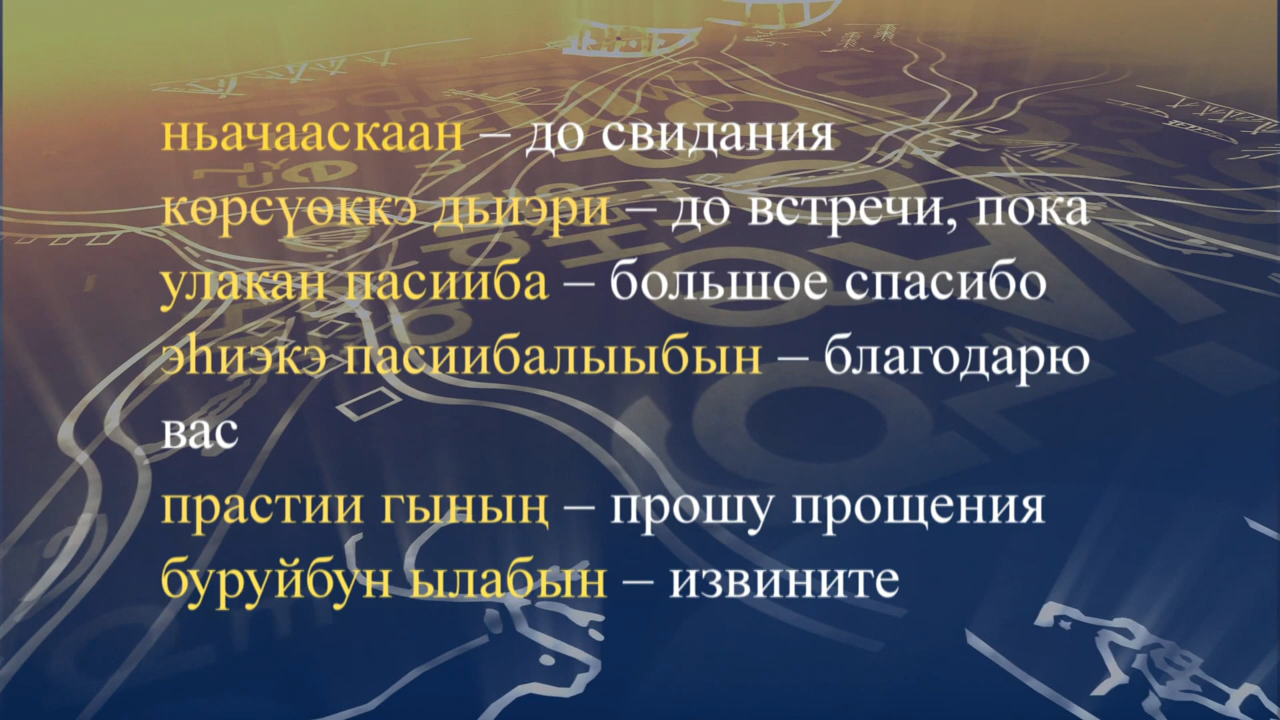 ньачааскаан – до свидания
көрсүөккэ дьиэри – до встречи, пока
улакан пасииба – большое спасибо
эһиэкэ пасиибалыыбын – благодарю
вас
прастии гыныӊ – прошу прощения
буруйбун ылабын – извините